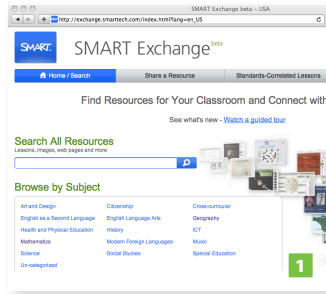 SMART Exchange beta – USA
http://exchange.smarttech.com/index.html?lang=en_US
SMART
SMART Exchange beta
Home / Search
Share a Resource
Standards-Correlated Lessons
Find Resources for Your Classroom and Connect with
See what's new - Watch a guided tour
Search All Resources
Lessons, images, web pages and more
Browse by Subject
Art and Design
Citizenship
Cross-curricular
English as a Second Language
English Language Arts
Geography
Health and Physical Education
History
ICT
Mathematics
Modern Foreign Languages
Music
Science
Social Studies
Special Education
Un-categorized
1